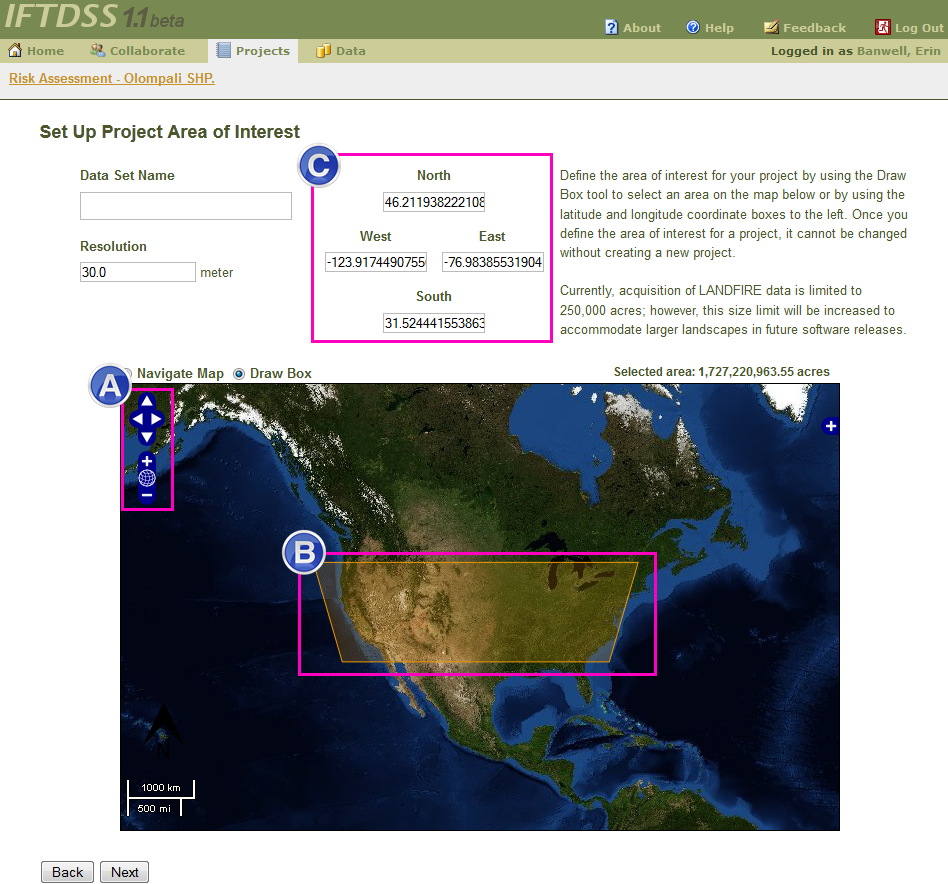 IFTDSS 1.1 beta
About Help Feedback Log Out
Home Collaborate Projects Data Logged in as Banwell, Erin
Risk Assessment - Olompali SHP.
Set Up Project Area of Interest
Data Set Name
Resolution
30.0 meter
C
North
46.211938222108
West East
-123.9174490755 -76.98385531904
South
31.524441553863
Define the area of interest for your project by using the Draw
Box tool to select an area on the map below or by using the
latitude and longitude coordinate boxes to the left. Once you
define the area of interest for a project, it cannot be changed
without creating a new project.
Currently, acquisition of LANDFIRE data is limited to
250,000 acres; however, this size limit will be increased to
accommodate larger landscapes in future software releases.
A
Navigate Map Draw Box Selected area: 1,727,220,963.55 acres
B
N
1000 km
500 mi
Back Next